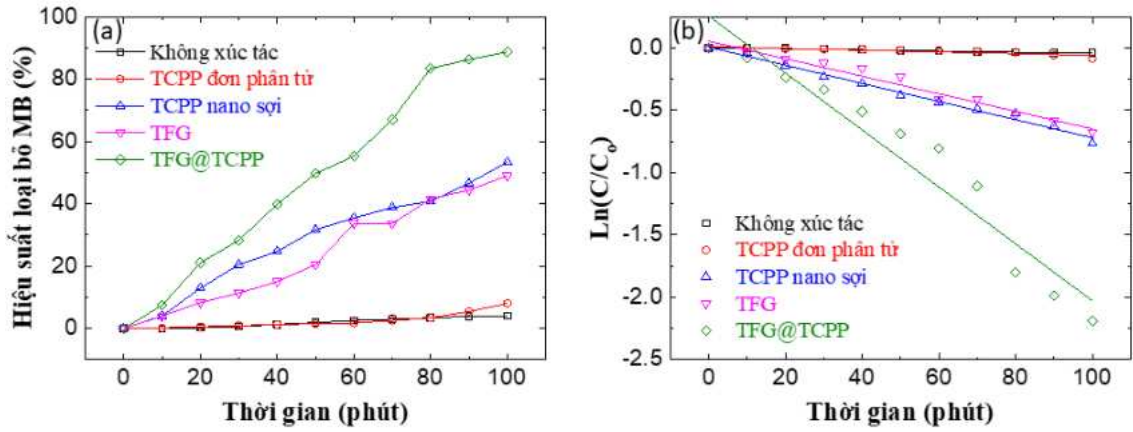 (a)
Không xúc tác
TCPP đơn phân tử
TCPP nano sợi
TFG
TFG@TCPP
Hiệu suất loại bỏ MB (%)
100
80
60
40
20
0
0 20 40 60 80 100
Thời gian (phút)
(b)
Không xúc tác
TCPP đơn phân tử
TCPP nano sợi
TFG
TFG@TCPP
Ln(C/Co)
0.0
-0.5
-1.0
-1.5
-2.0
-2.5
0 20 40 60 80 100
Thời gian (phút)